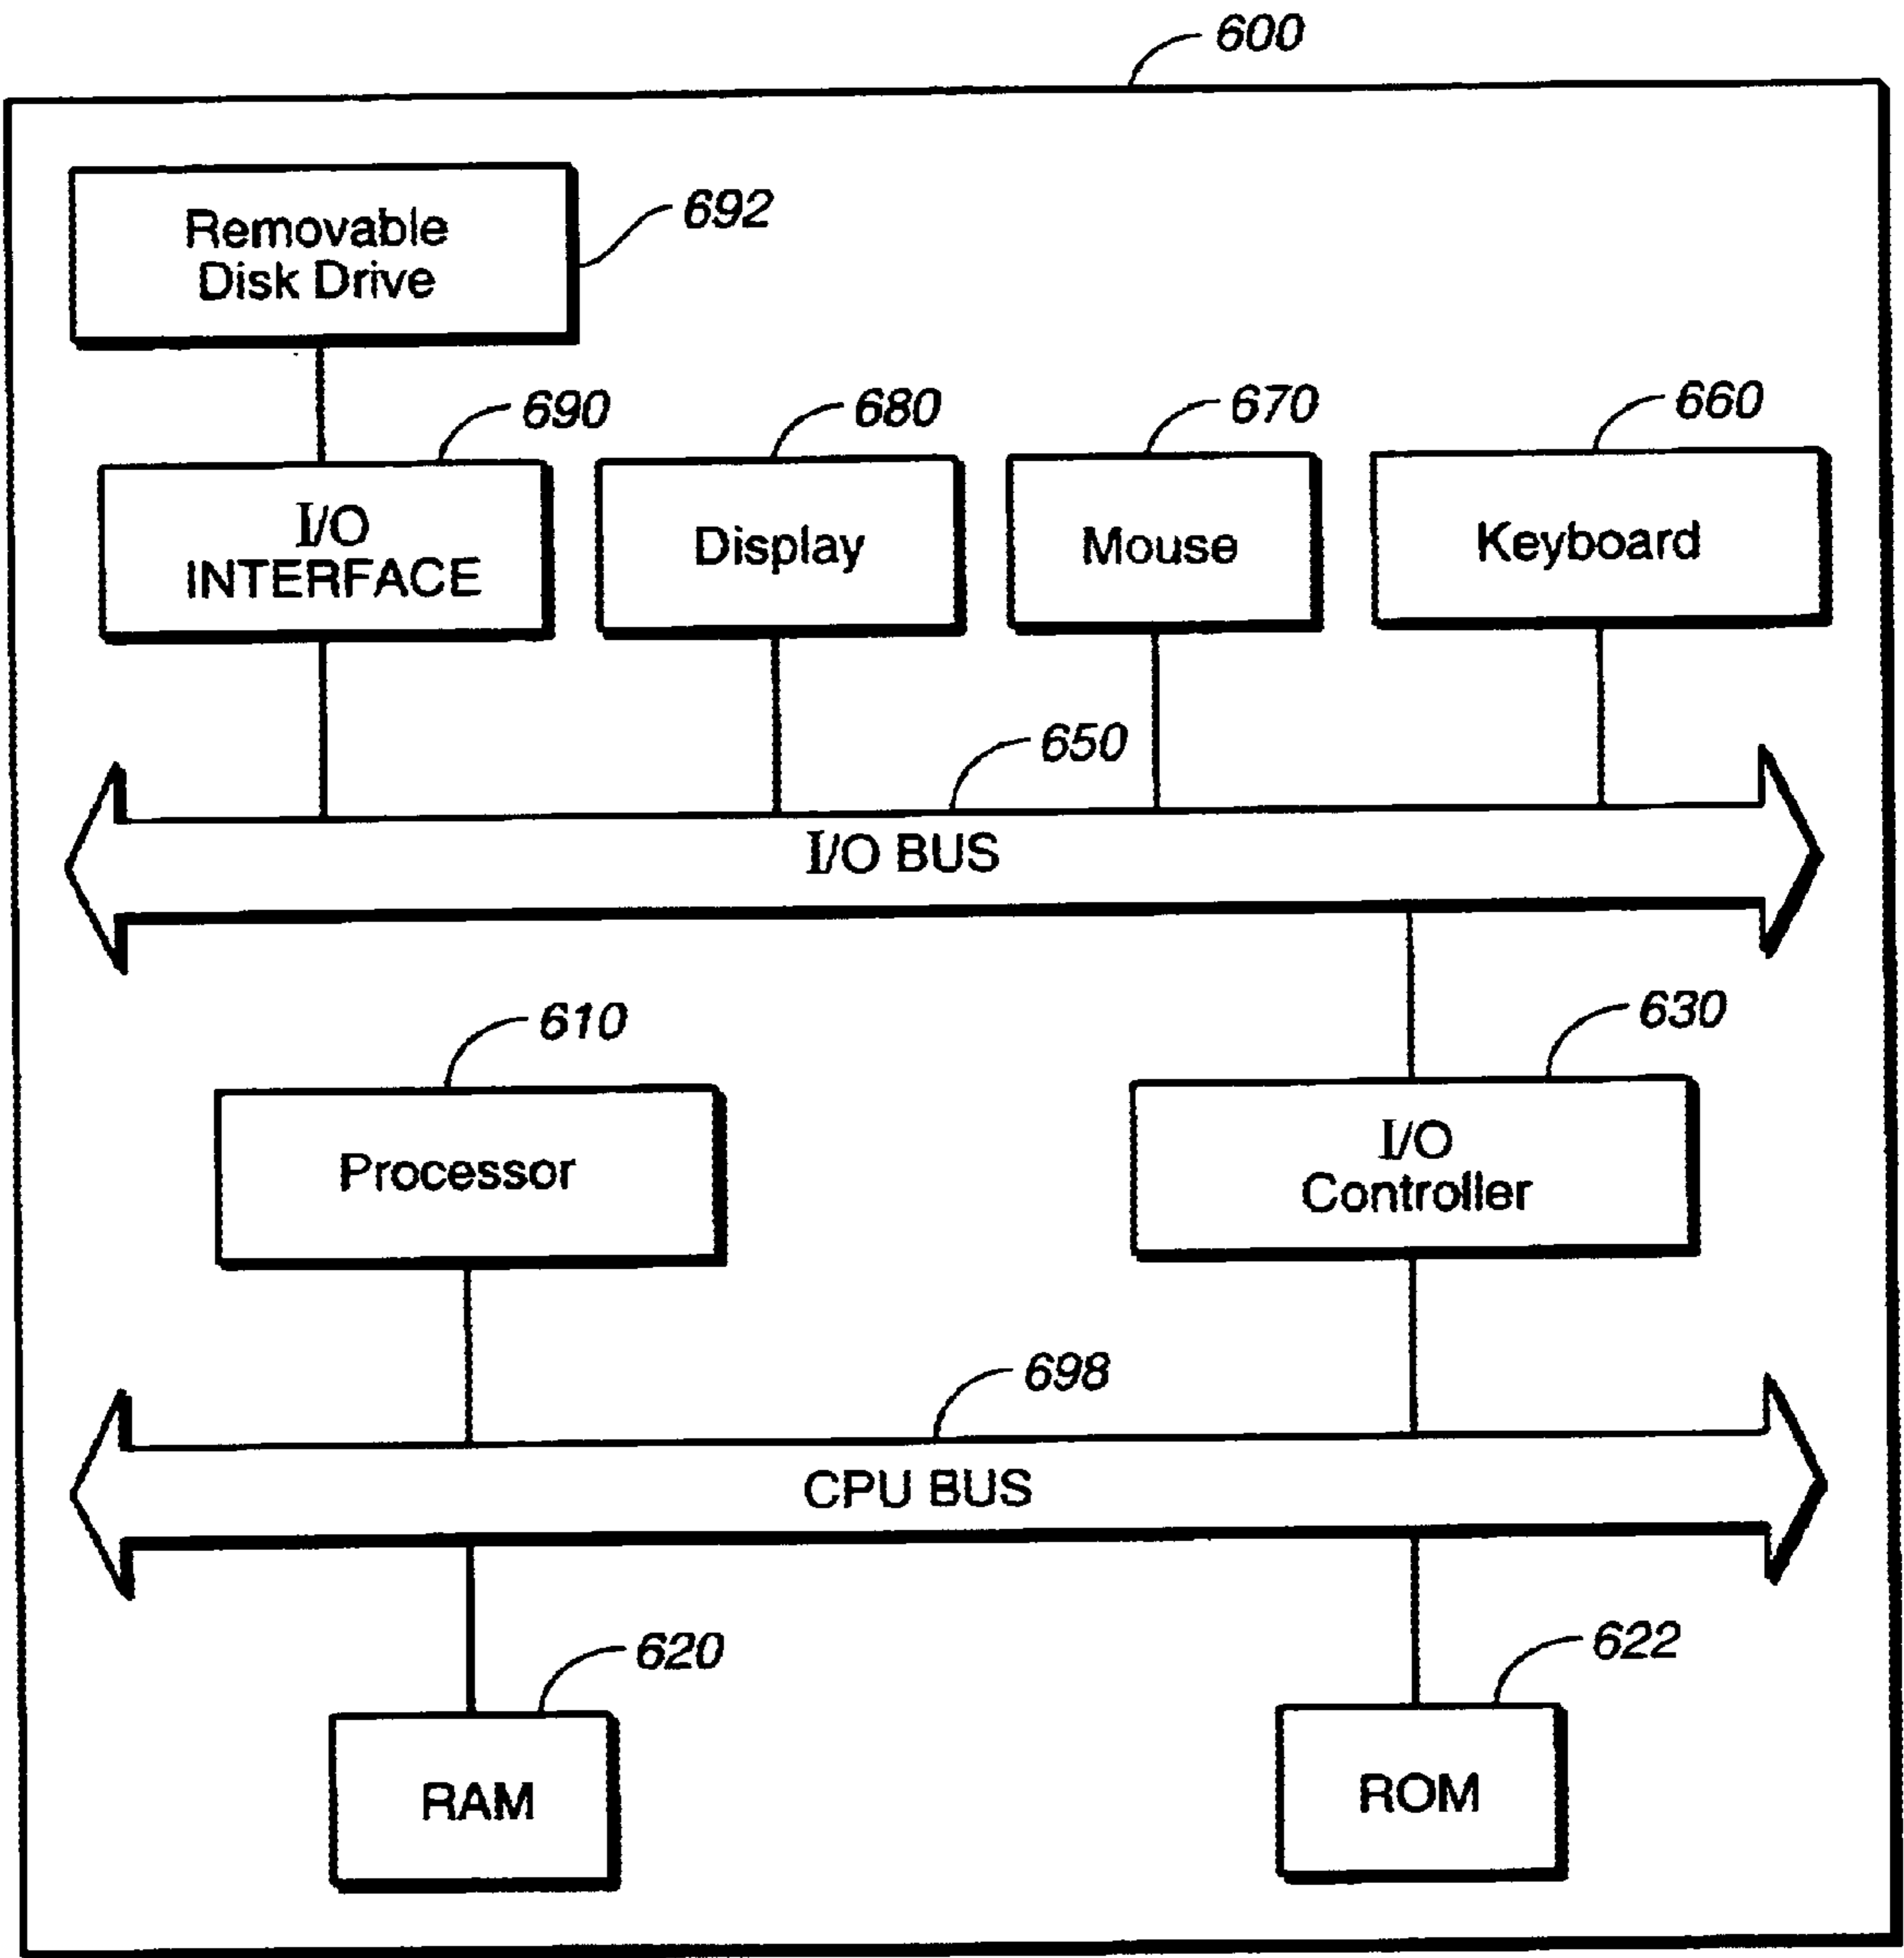 600
Removable
Disk Drive
692
690
680
670
660
I/O
INTERFACE
Display
Mouse
Keyboard
650
I/O BUS
610
630
Processor
I/O
Controller
698
CPU BUS
620
622
RAM
ROM